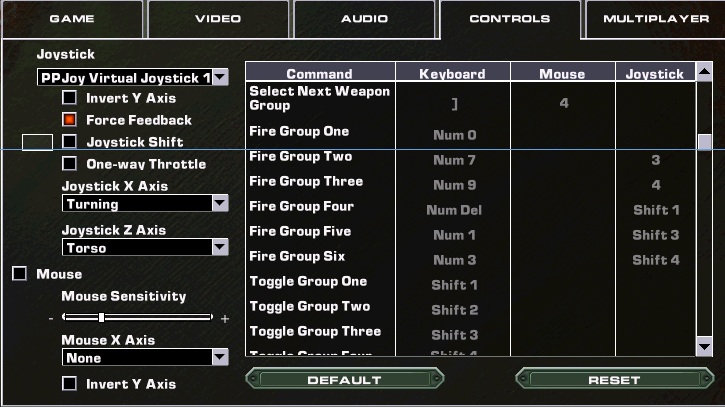 GAME VIDEO AUDIO CONTROLS MULTIPLAYER
Joystick
PPJoy Virtual Joystick 1
Invert Y Axis
Force Feedback
Joystick Shift
One-way Throttle
Joystick X Axis
Turning
Joystick Z Axis
Torso
Mouse
Mouse Sensitivity
- +
Mouse X Axis
None
Invert Y Axis
Command Keyboard Mouse Joystick
Select Next Weapon
Group ] 4
Fire Group One Num 0
Fire Group Two Num 7 3
Fire Group Three Num 9 4
Fire Group Four Num Del Shift 1
Fire Group Five Num 1 Shift 3
Fire Group Six Num 3 Shift 4
Toggle Group One Shift 1
Toggle Group Two Shift 2
Toggle Group Three Shift 3
Toggle Group Four Shift 4
DEFAULT RESET